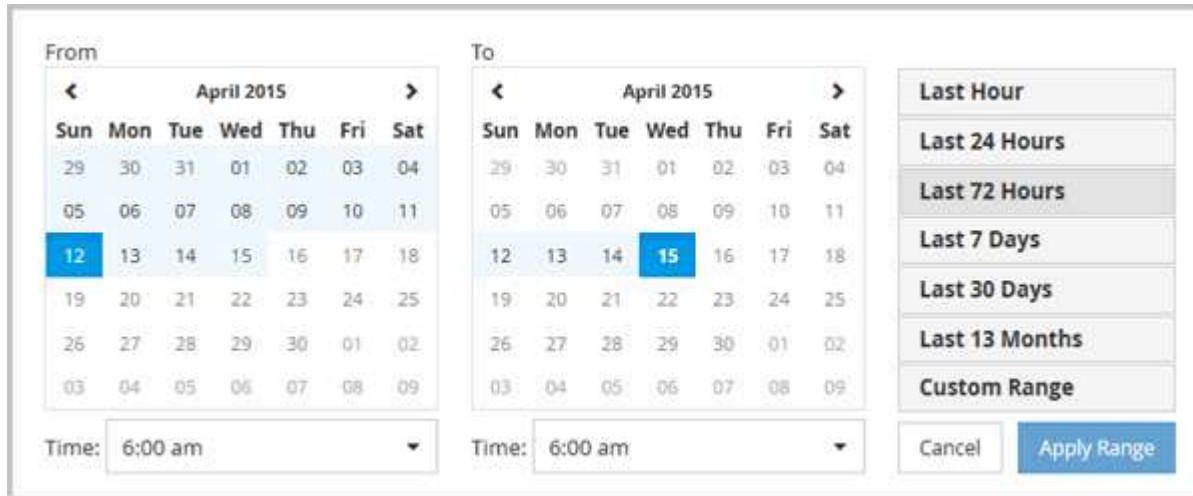 From
April 2015
Sun Mon Tue Wed Thu Fri Sat
29 30 31 01 02 03 04
05 06 07 08 09 10 11
12 13 14 15 16 17 18
19 20 21 22 23 24 25
26 27 28 29 30 01 02
03 04 05 06 07 08 09
Time: 6:00 am
To
April 2015
Sun Mon Tue Wed Thu Fri Sat
29 30 31 01 02 03 04
05 06 07 08 09 10 11
12 13 14 15 16 17 18
19 20 21 22 23 24 25
26 27 28 29 30 01 02
03 04 05 06 07 08 09
Time: 6:00 am
Last Hour
Last 24 Hours
Last 72 Hours
Last 7 Days
Last 30 Days
Last 13 Months
Custom Range
Cancel Apply Range